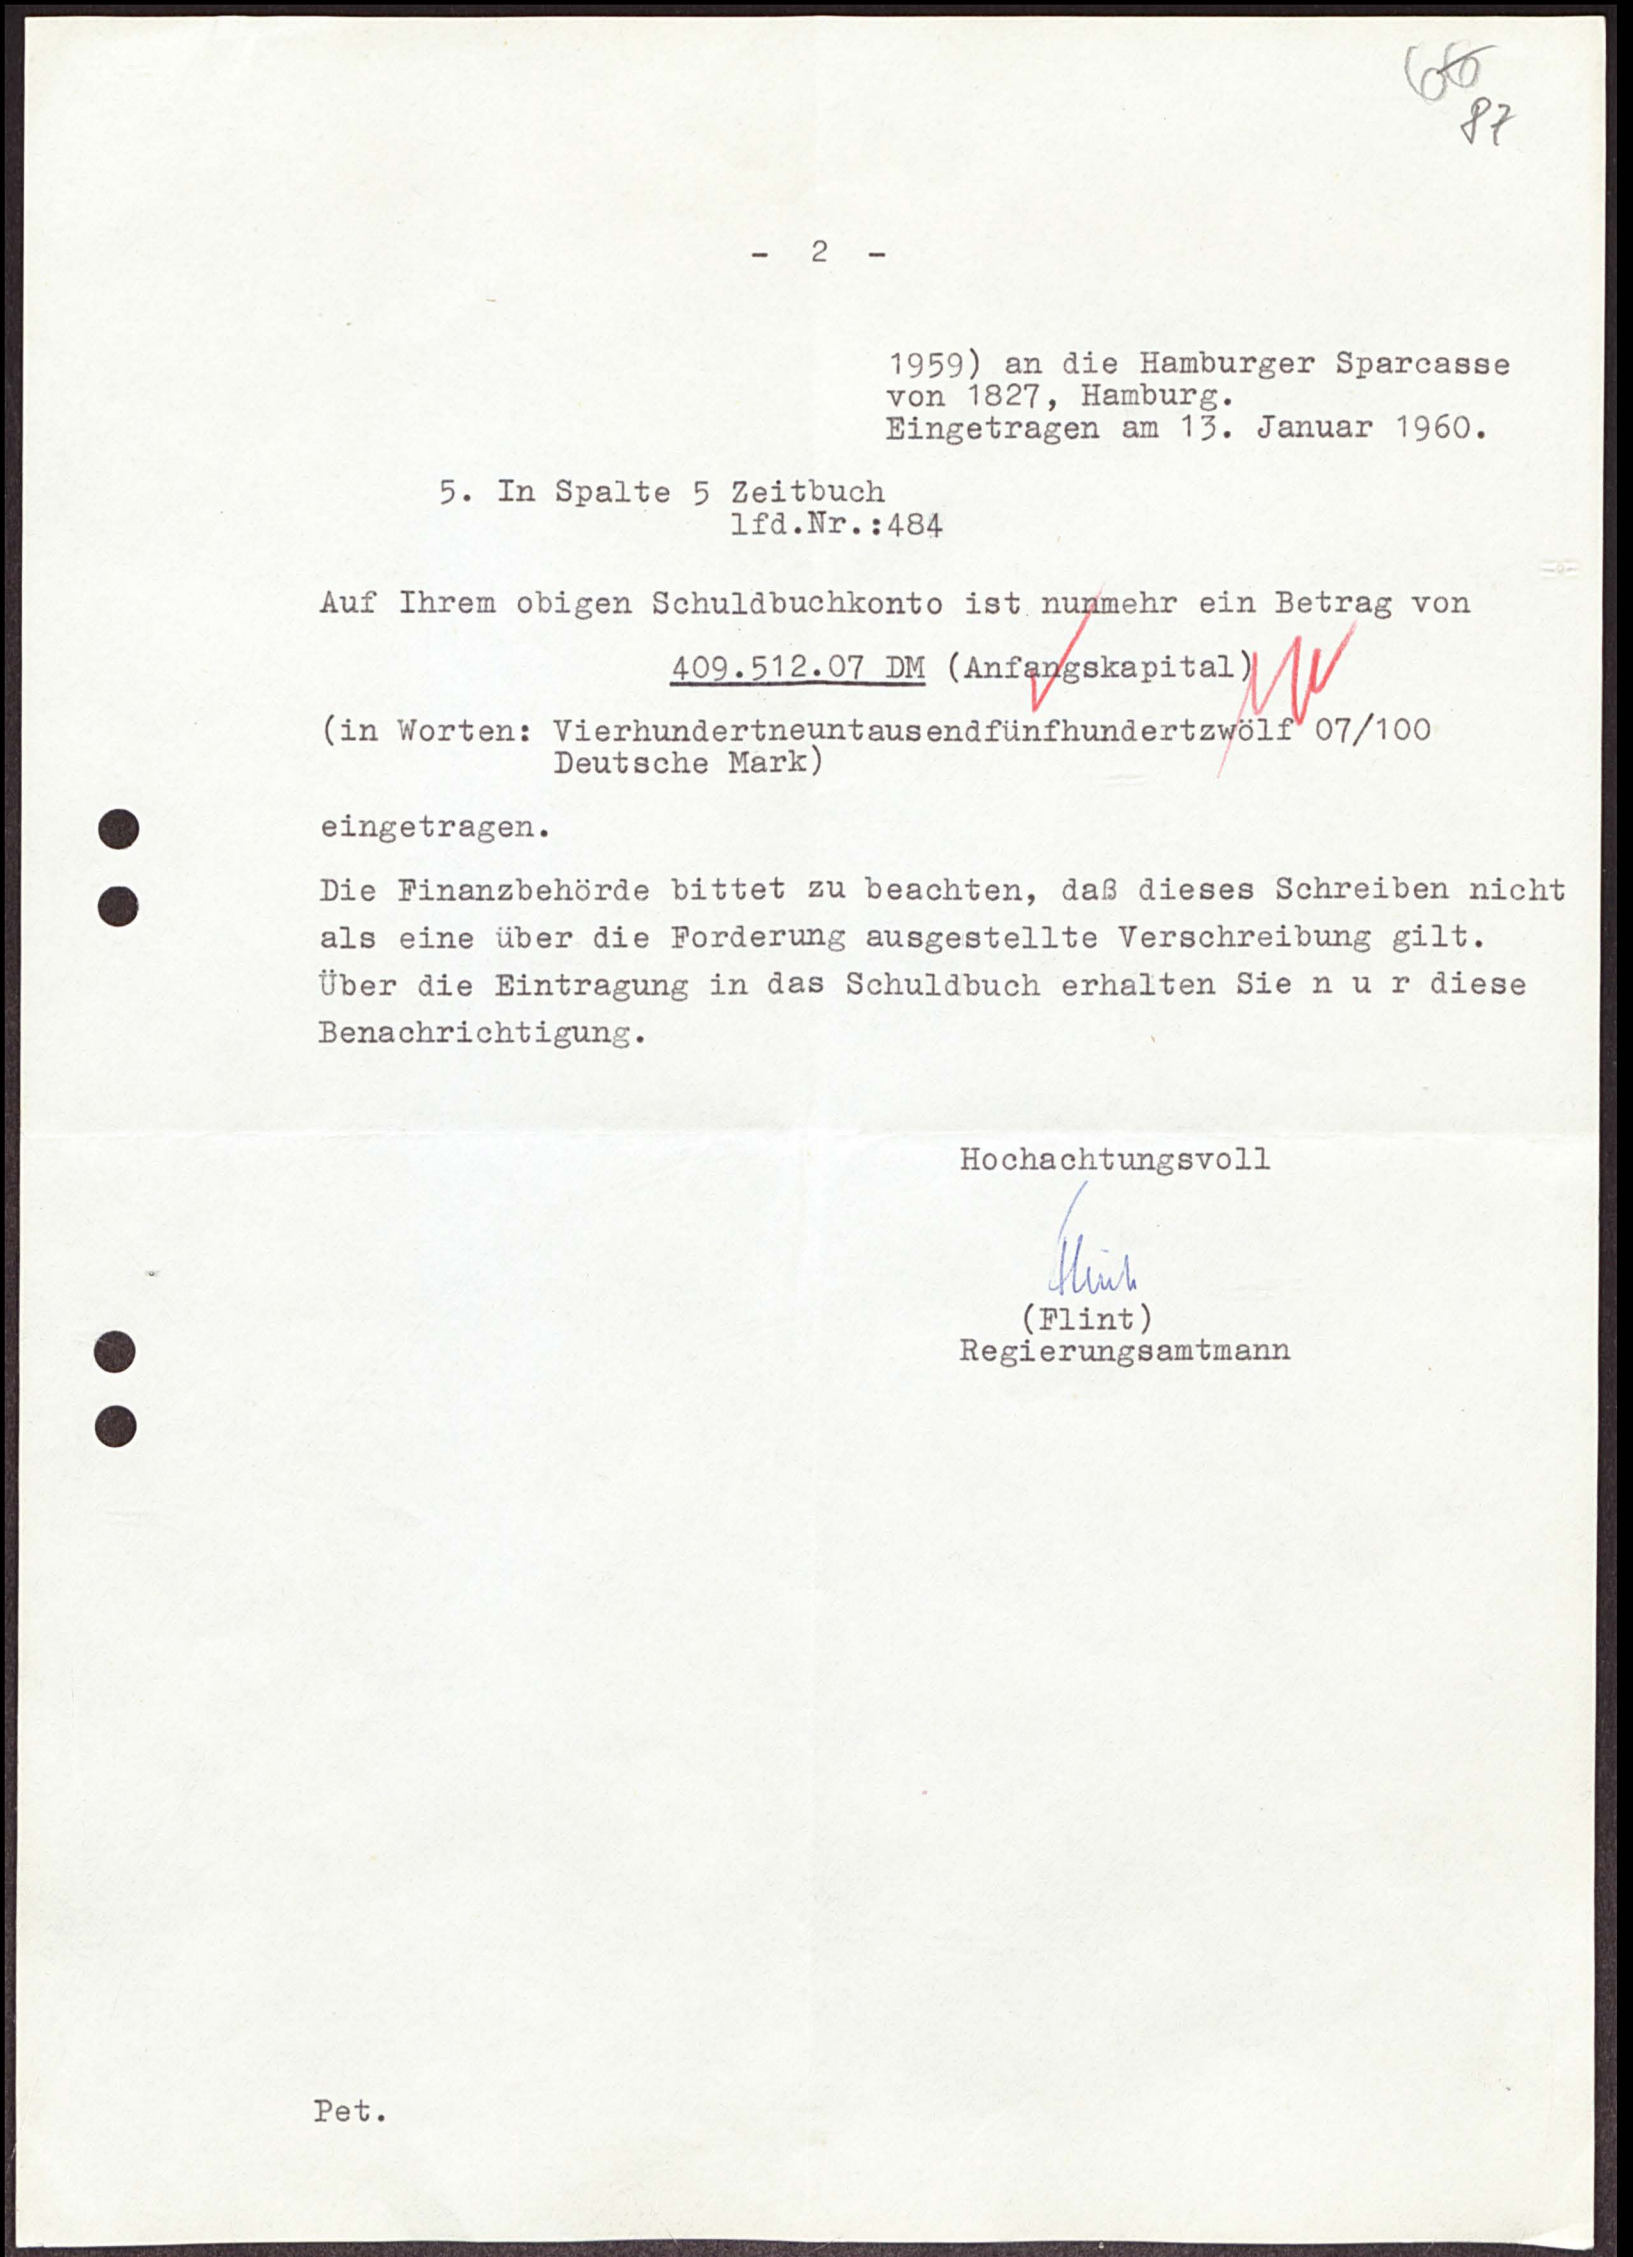 66
87
- 2 -
1959) an die Hamburger Sparcasse
von 1827, Hamburg.
Eingetragen am 13. Januar 1960.
5. In Spalte 5 Zeitbuch
lfd.Nr.:484
Auf Ihrem obigen Schuldbuchkonto ist nunmehr ein Betrag von
409.512.07 DM (Anfangskapital)
(in Worten: Vierhundertneuntausendfünfhundertzwölf 07/100
Deutsche Mark)
eingetragen.
Die Finanzbehörde bittet zu beachten, daß dieses Schreiben nicht
als eine über die Forderung ausgestellte Verschreibung gilt.
Über die Eintragung in das Schuldbuch erhalten Sie n u r diese
Benachrichtigung.
Hochachtungsvoll
Flint
(Flint)
Regierungsamtmann
Pet.